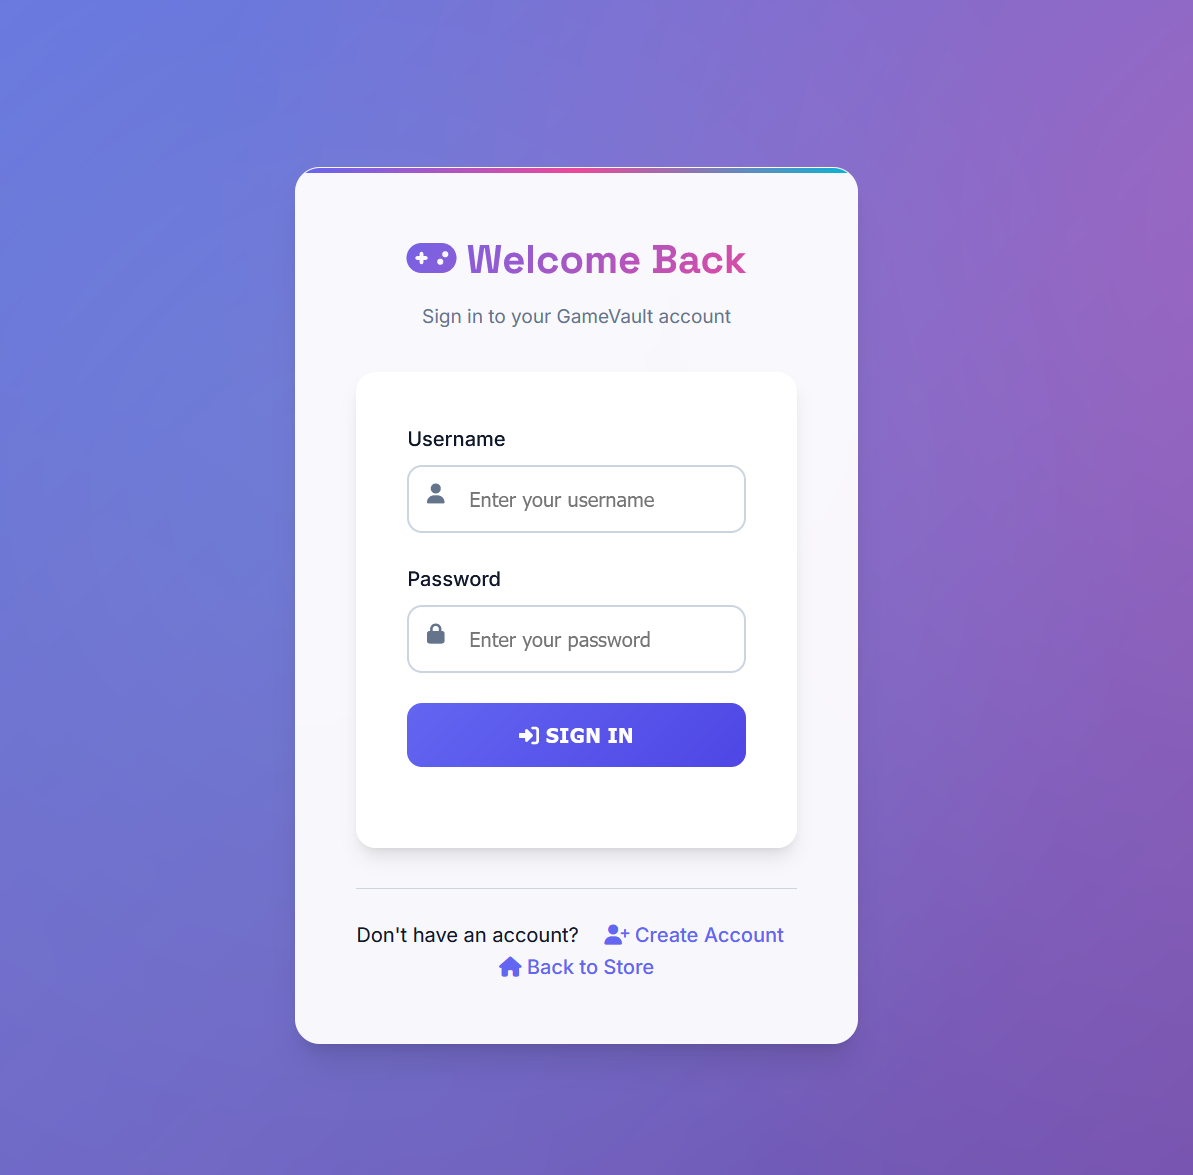 Welcome Back
Sign in to your GameVault account
Username
Enter your username
Password
Enter your password
SIGN IN
Don't have an account? Create Account
Back to Store